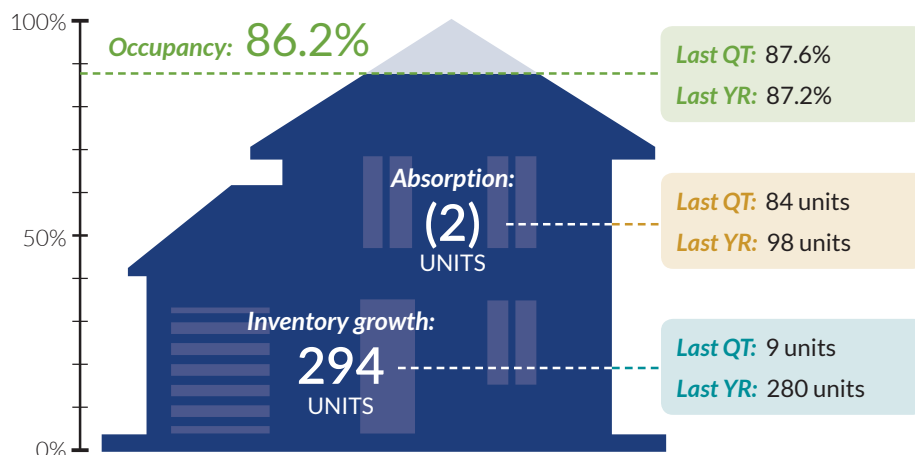 100%
Occupancy: 86.2%
Last QT: 87.6%
Last YR: 87.2%
Absorption:
(2)
UNITS
Last QT: 84 units
Last YR: 98 units
50%
Inventory growth:
294
UNITS
Last QT: 9 units
Last YR: 280 units
0%